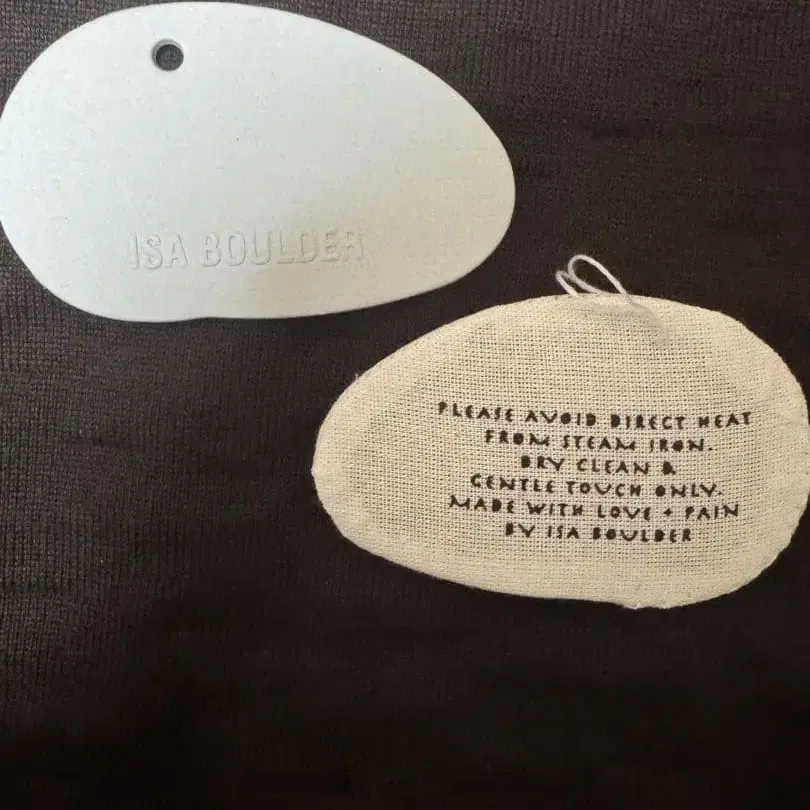 ISA BOULDER
PLEASE AVOID DIRECT HEAT
FROM STEAM IRON.
DRY CLEAN &
GENTLE TOUCH ONLY.
MADE WITH LOVE + PAIN
BY ISA BOULDER